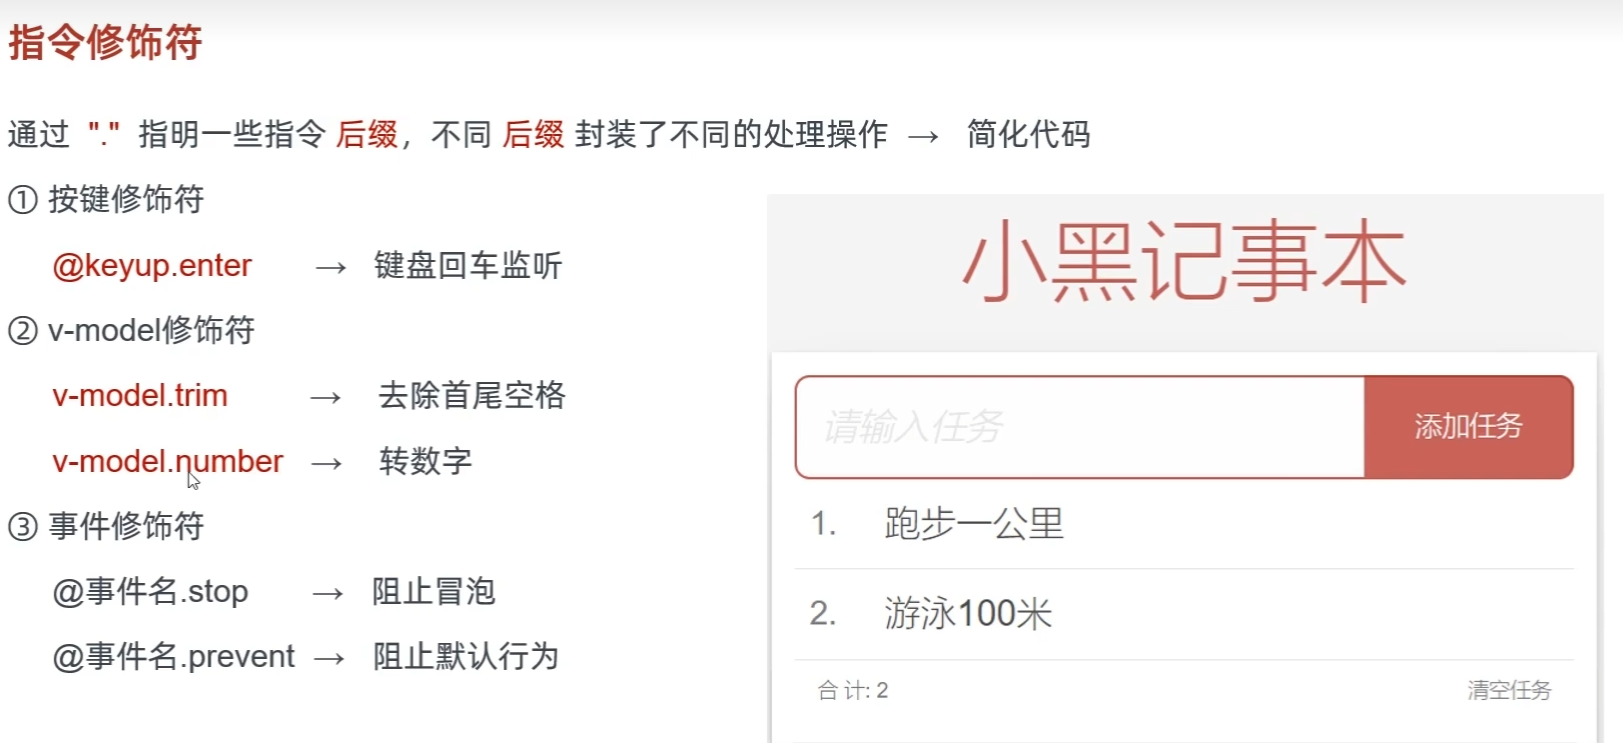 指令修饰符
通过 "." 指明一些指令 后缀，不同 后缀 封装了不同的处理操作 → 简化代码
① 按键修饰符
@keyup.enter → 键盘回车监听
② v-model修饰符
v-model.trim → 去除首尾空格
v-model.number → 转数字
③ 事件修饰符
@事件名.stop → 阻止冒泡
@事件名.prevent → 阻止默认行为
小黑记事本
请输入任务
添加任务
1. 跑步一公里
2. 游泳100米
合 计: 2
清空任务